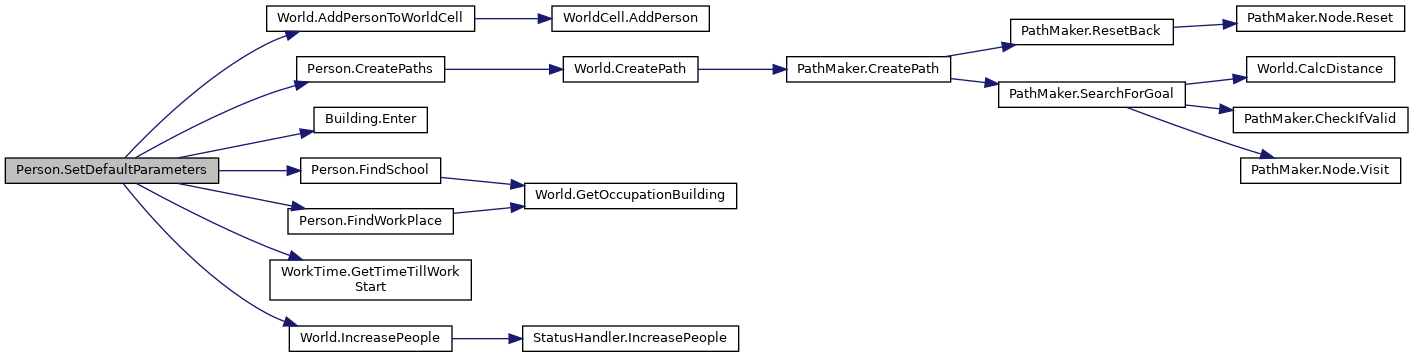 World.AddPersonToWorldCell
WorldCell.AddPerson
PathMaker.Node.Reset
PathMaker.ResetBack
Person.CreatePaths
World.CreatePath
PathMaker.CreatePath
World.CalcDistance
PathMaker.SearchForGoal
Building.Enter
PathMaker.CheckIfValid
Person.SetDefaultParameters
Person.FindSchool
PathMaker.Node.Visit
World.GetOccupationBuilding
Person.FindWorkPlace
WorkTime.GetTimeTillWork
Start
World.IncreasePeople
StatusHandler.IncreasePeople